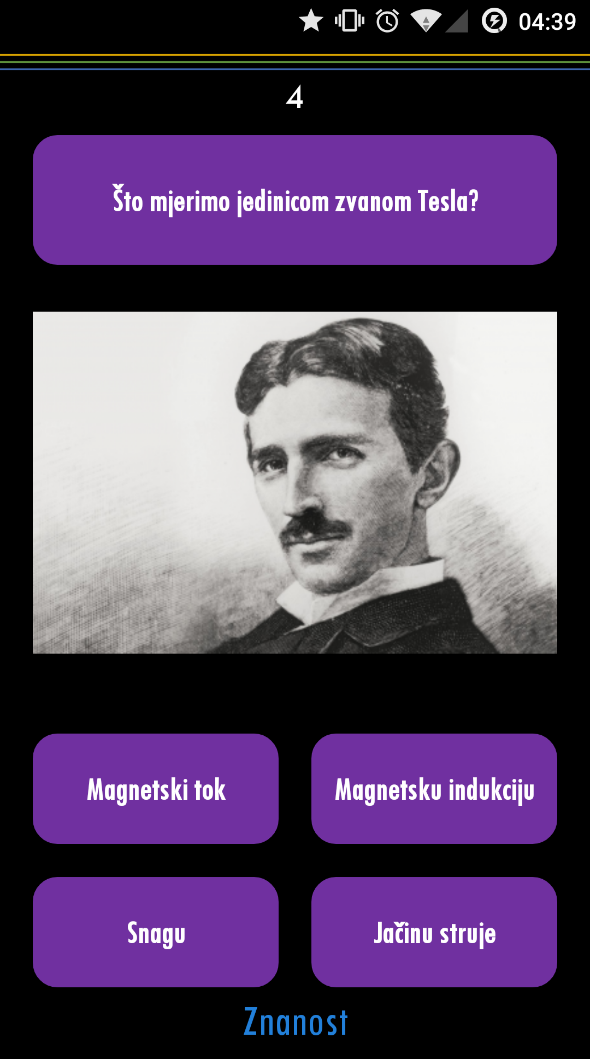 04:39
4
Što mjerimo jedinicom zvanom Tesla?
Magnetski tok
Magnetsku indukciju
Snagu
Jačinu struje
Znanost